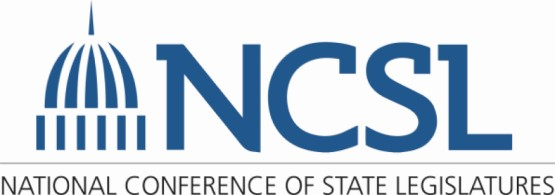 NCSL
NATIONAL CONFERENCE OF STATE LEGISLATURES